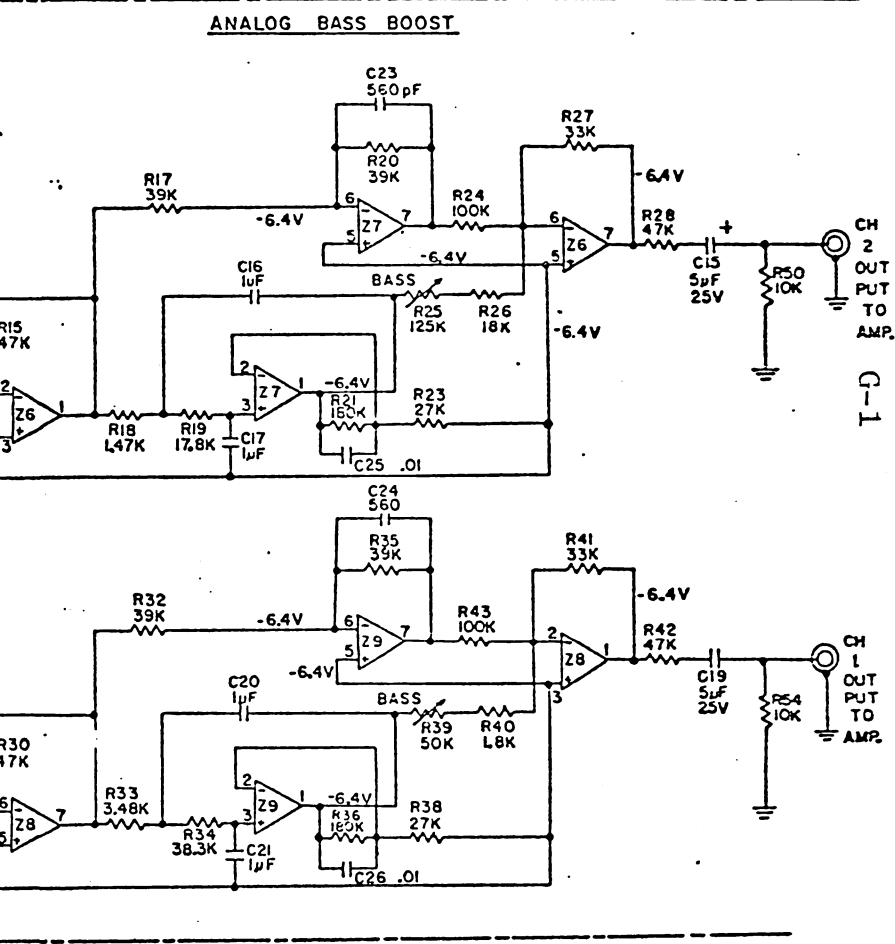 ANALOG BASS BOOST
C23
560pF
R20
39K
R27
33K
-6.4V
R17
39K
-6.4V
6
7
Z7
5
+
R24
100K
6
7
Z6
5
+
-6.4V
R28
47K
+
C15
5µF
25V
R50
10K
CH
2
OUT
PUT
TO
AMP.
C16
1uF
BASS
R25
125K
R26
18K
-6.4V
R15
47K
2
1
Z6
3
+
R18
1.47K
R19
17.8K
C17
1µF
2
1
Z7
3
+
-6.4V
R21
180K
C25 .01
R23
27K
G-1
C24
560
R35
39K
R41
33K
-6.4V
R32
39K
-6.4V
6
7
Z9
5
+
-6.4V
R43
100K
2
1
Z8
3
+
R42
47K
C19
5µF
25V
R54
10K
CH
1
OUT
PUT
TO
AMP.
C20
1µF
BASS
R39
50K
R40
1.8K
R30
47K
6
7
Z8
5
+
R33
3.48K
R34
38.3K
C21
1µF
2
1
Z9
3
+
-6.4V
R36
180K
C26 .01
R38
27K